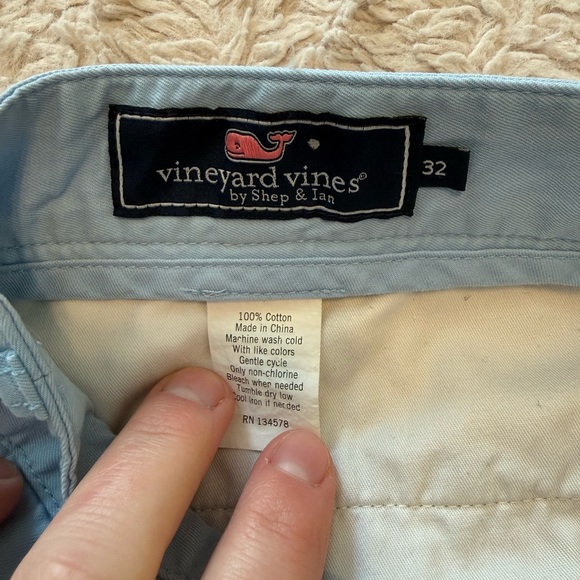 vineyard vines®
by Shep & Ian
32
100% Cotton
Made in China
Machine wash cold
With like colors
Gentle cycle
Only non-chlorine
Bleach when needed
Tumble dry low
Cool iron if needed
RN 134578